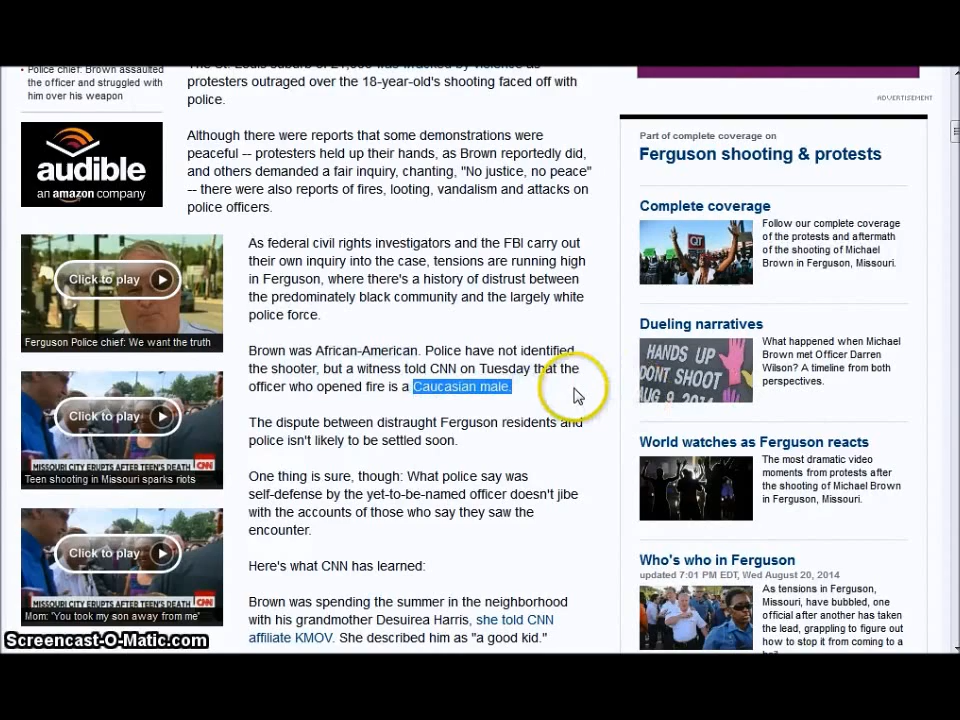 • Police chief: Brown assaulted
the officer and struggled with
him over his weapon
audible
an amazon company
Click to play
Ferguson Police chief: We want the truth
Click to play
MISSOURI CITY ERUPTS AFTER TEEN'S DEATH
CNN
Teen shooting in Missouri sparks riots
Click to play
MISSOURI CITY ERUPTS AFTER TEEN'S DEATH
CNN
Mom: 'You took my son away from me'
protesters outraged over the 18-year-old's shooting faced off with
police.
Although there were reports that some demonstrations were
peaceful -- protesters held up their hands, as Brown reportedly did,
and others demanded a fair inquiry, chanting, "No justice, no peace"
-- there were also reports of fires, looting, vandalism and attacks on
police officers.
As federal civil rights investigators and the FBI carry out
their own inquiry into the case, tensions are running high
in Ferguson, where there's a history of distrust between
the predominately black community and the largely white
police force.
Brown was African-American. Police have not identified
the shooter, but a witness told CNN on Tuesday that the
officer who opened fire is a Caucasian male.
The dispute between distraught Ferguson residents and
police isn't likely to be settled soon.
One thing is sure, though: What police say was
self-defense by the yet-to-be-named officer doesn't jibe
with the accounts of those who say they saw the
encounter.
Here's what CNN has learned:
Brown was spending the summer in the neighborhood
with his grandmother Desuirea Harris, she told CNN
affiliate KMOV. She described him as "a good kid."
ADVERTISEMENT
Part of complete coverage on
Ferguson shooting & protests
Complete coverage
QT
Follow our complete coverage
of the protests and aftermath
of the shooting of Michael
Brown in Ferguson, Missouri.
Dueling narratives
HANDS UP
DONT SHOOT
AUG 9 2014
What happened when Michael
Brown met Officer Darren
Wilson? A timeline from both
perspectives.
World watches as Ferguson reacts
The most dramatic video
moments from protests after
the shooting of Michael Brown
in Ferguson, Missouri.
Who's who in Ferguson
updated 7:01 PM EDT, Wed August 20, 2014
As tensions in Ferguson,
Missouri, have bubbled, one
official after another has taken
the lead, grappling to figure out
how to stop it from coming to a
Screencast-O-Matic.com